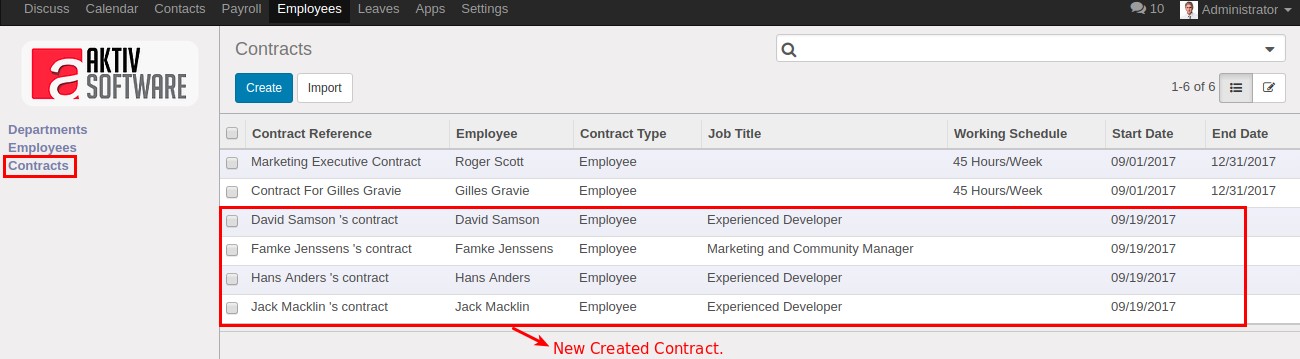 Discuss Calendar Contacts Payroll Employees Leaves Apps Settings 10 Administrator
AKTIV
SOFTWARE
Contracts
Create Import 1-6 of 6
Departments
Employees
Contracts
Contract Reference Employee Contract Type Job Title Working Schedule Start Date End Date
Marketing Executive Contract Roger Scott Employee 45 Hours/Week 09/01/2017 12/31/2017
Contract For Gilles Gravie Gilles Gravie Employee 45 Hours/Week 09/01/2017 12/31/2017
David Samson 's contract David Samson Employee Experienced Developer 09/19/2017
Famke Jenssens 's contract Famke Jenssens Employee Marketing and Community Manager 09/19/2017
Hans Anders 's contract Hans Anders Employee Experienced Developer 09/19/2017
Jack Macklin 's contract Jack Macklin Employee Experienced Developer 09/19/2017
New Created Contract.